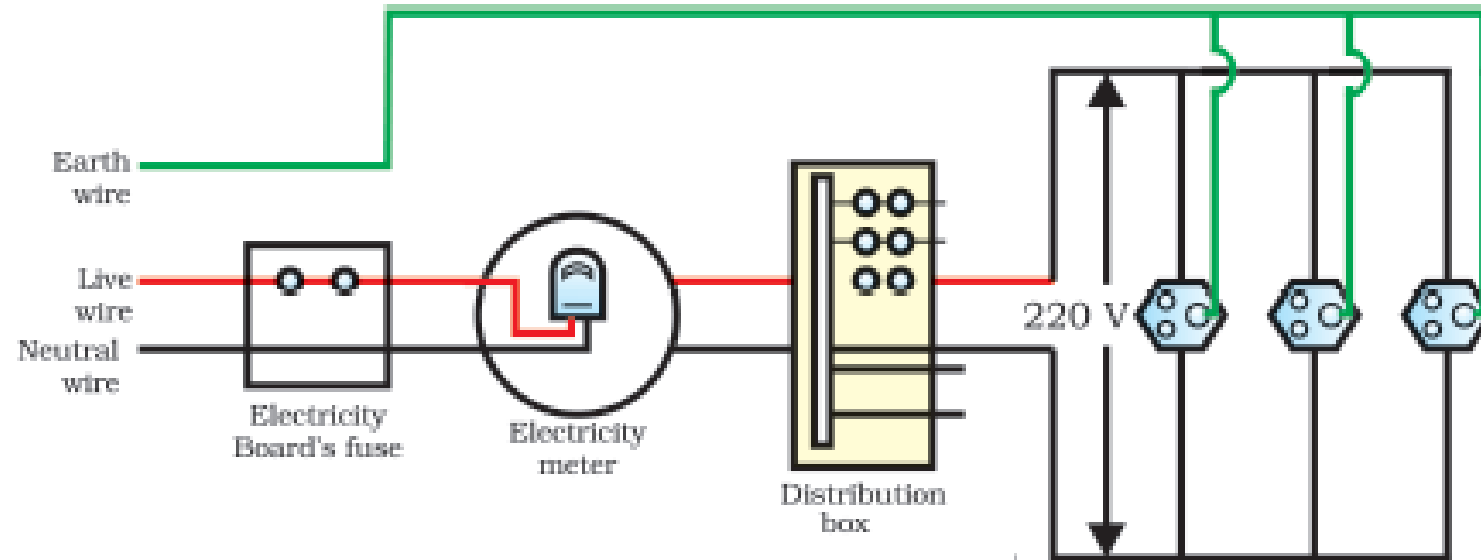 Earth
wire
Live
wire
Neutral
wire
Electricity
Board's fuse
Electricity
meter
Distribution
box
220 V